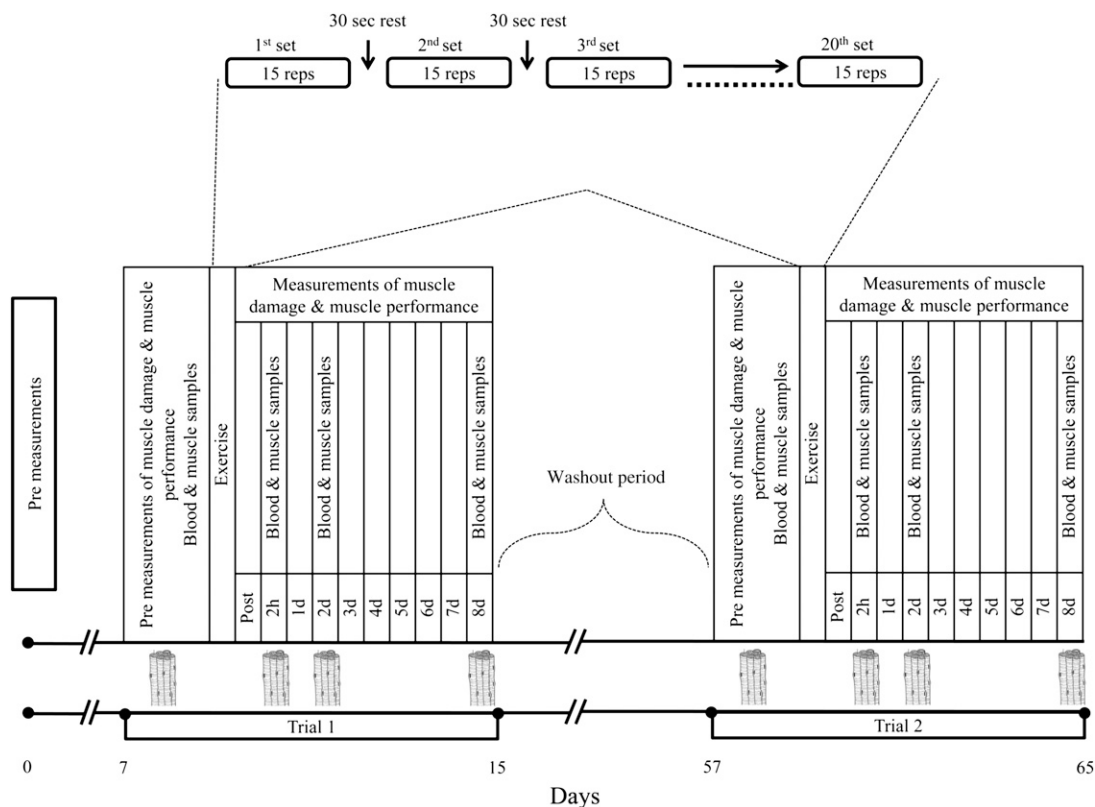 30 sec rest 30 sec rest
1st set 2nd set 3rd set 20th set
15 reps 15 reps 15 reps 15 reps
Pre measurements
Pre measurements of muscle damage & muscle
performance
Blood & muscle samples
Exercise
Measurements of muscle
damage & muscle performance
Blood & muscle samples
Blood & muscle samples
Blood & muscle samples
Post 2h 1d 2d 3d 4d 5d 6d 7d 8d
Washout period
Pre measurements of muscle damage & muscle
performance
Blood & muscle samples
Exercise
Measurements of muscle
damage & muscle performance
Blood & muscle samples
Blood & muscle samples
Blood & muscle samples
Post 2h 1d 2d 3d 4d 5d 6d 7d 8d
Trial 1 Trial 2
0 7 15 57 65
Days